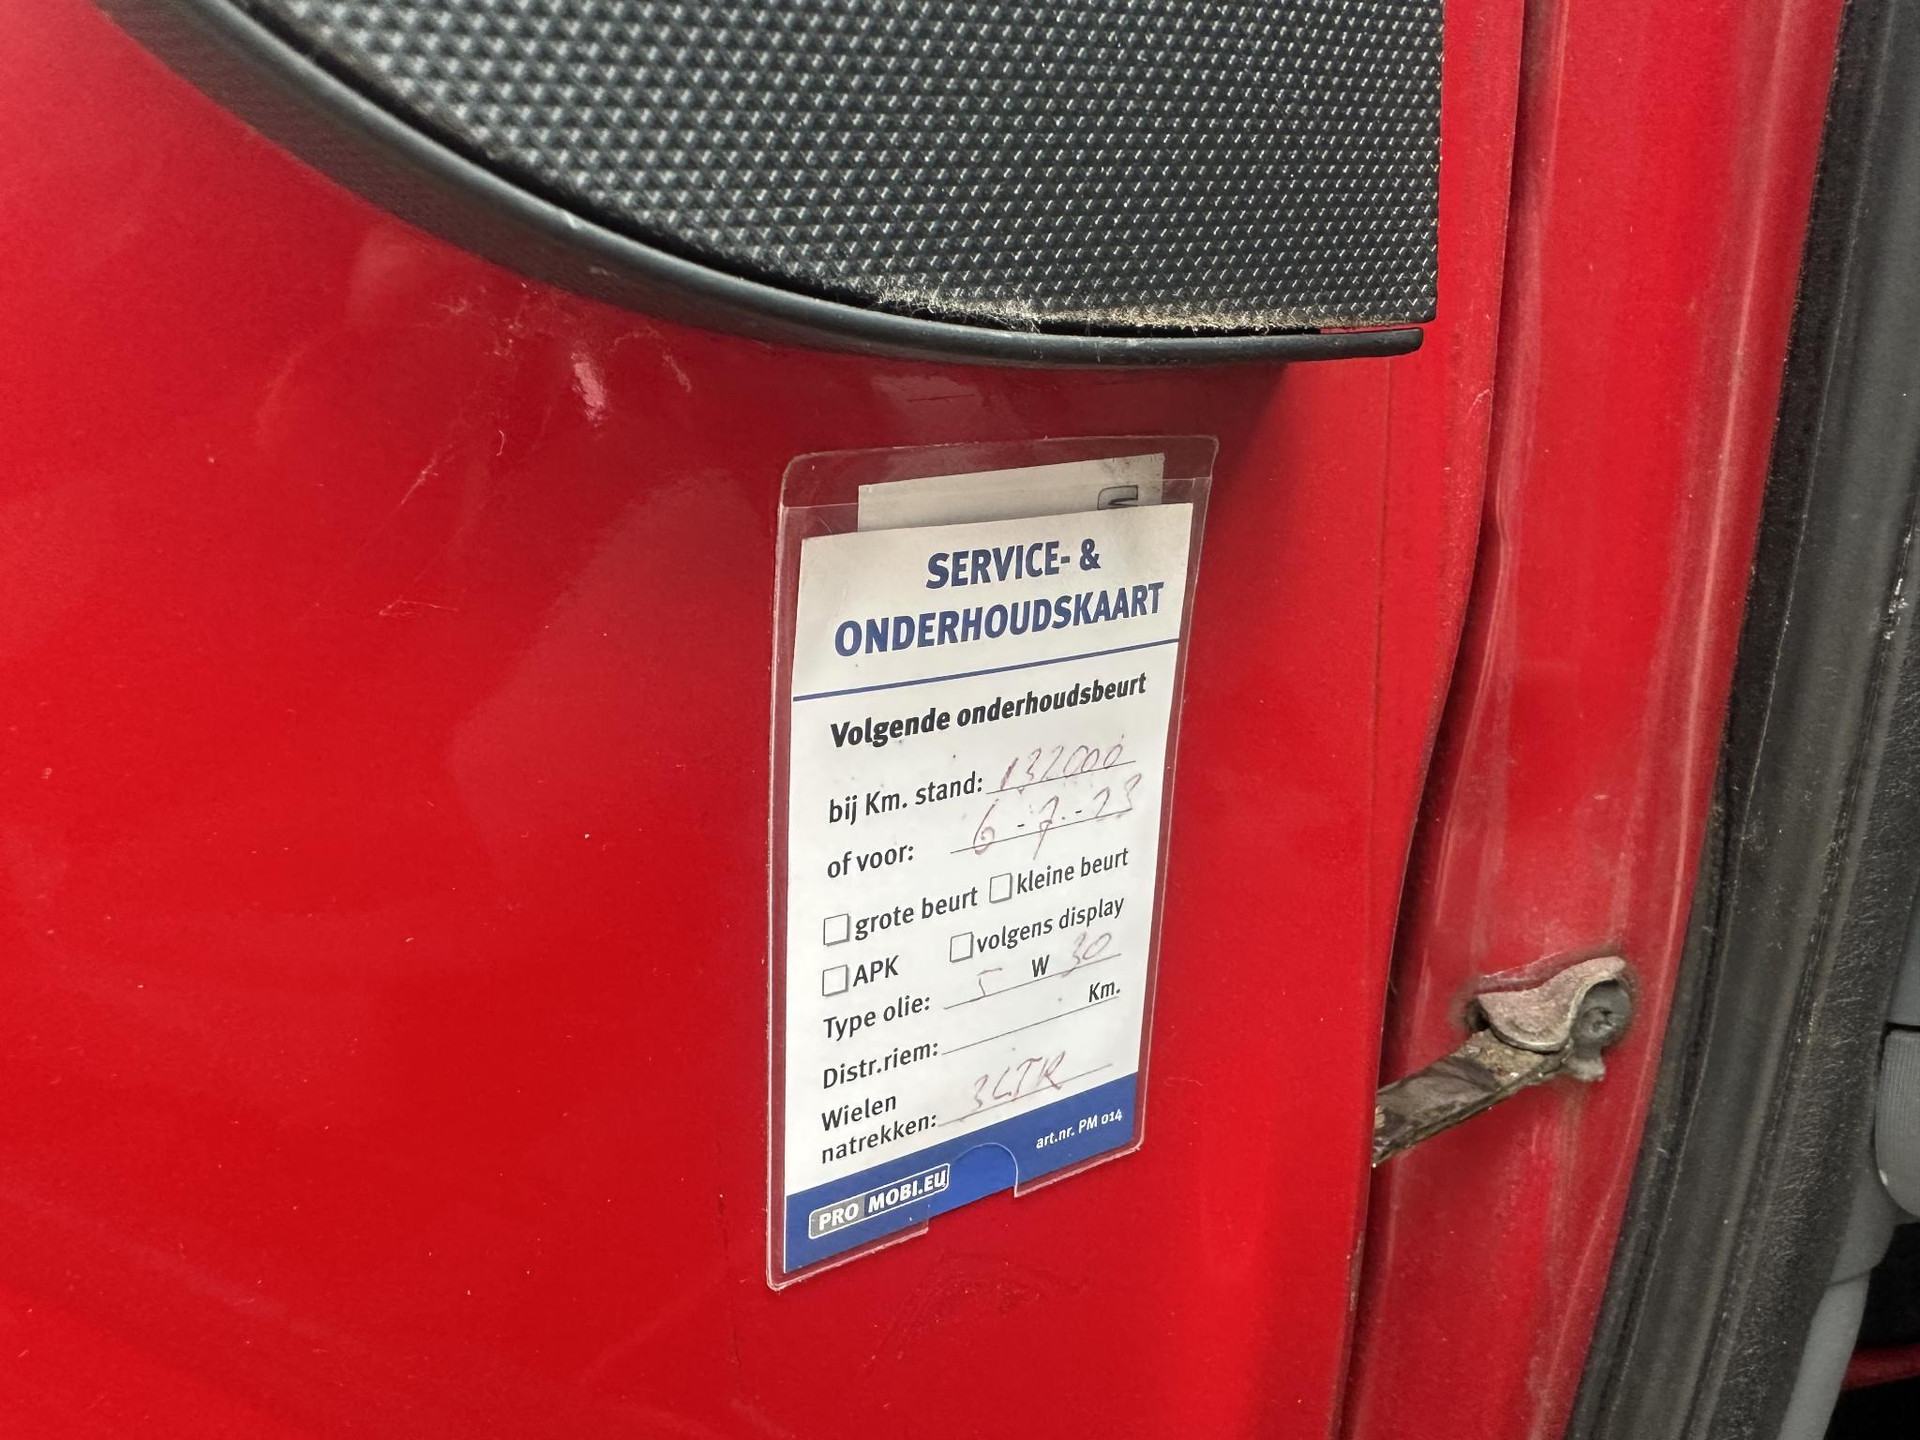 SERVICE- &
ONDERHOUDSKAART
Volgende onderhoudsbeurt
bij Km. stand: 132000
of voor: 6-7-23
grote beurt kleine beurt
APK volgens display
Type olie: 5 W 30
Distr.riem: Km.
Wielen
natrekken: 3LTR
PRO MOBI.EU art.nr. PM 014